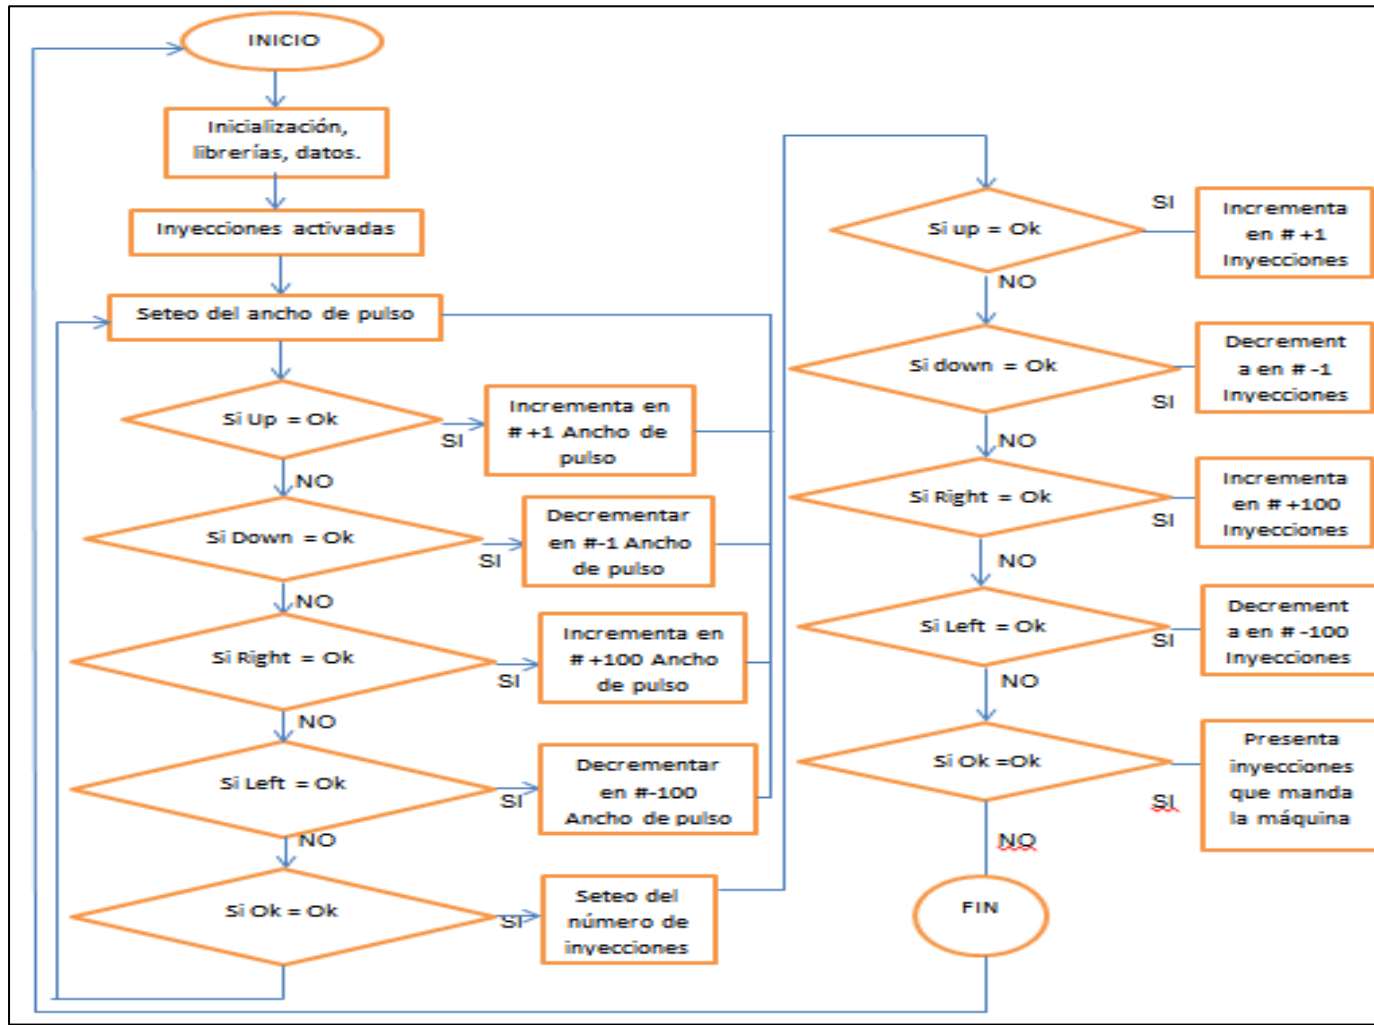 INICIO
Inicialización,
librerías, datos.
Inyecciones activadas
Seteo del ancho de pulso
Si Up = Ok
SI
Incrementa en
# +1 Ancho de
pulso
NO
Si Down = Ok
SI
Decrementar
en #-1 Ancho
de pulso
NO
Si Right = Ok
SI
Incrementa en
# +100 Ancho
de pulso
NO
Si Left = Ok
SI
Decrementar
en #-100
Ancho de pulso
NO
Si Ok = Ok
SI
Seteo del
número de
inyecciones
Si up = Ok
SI
Incrementa
en # +1
Inyecciones
NO
Si down = Ok
SI
Decrement
a en # -1
Inyecciones
NO
Si Right = Ok
SI
Incrementa
en # +100
Inyecciones
NO
Si Left = Ok
SI
Decrement
a en # -100
Inyecciones
NO
Si Ok =Ok
SI
Presenta
inyecciones
que manda
la máquina
NO
FIN